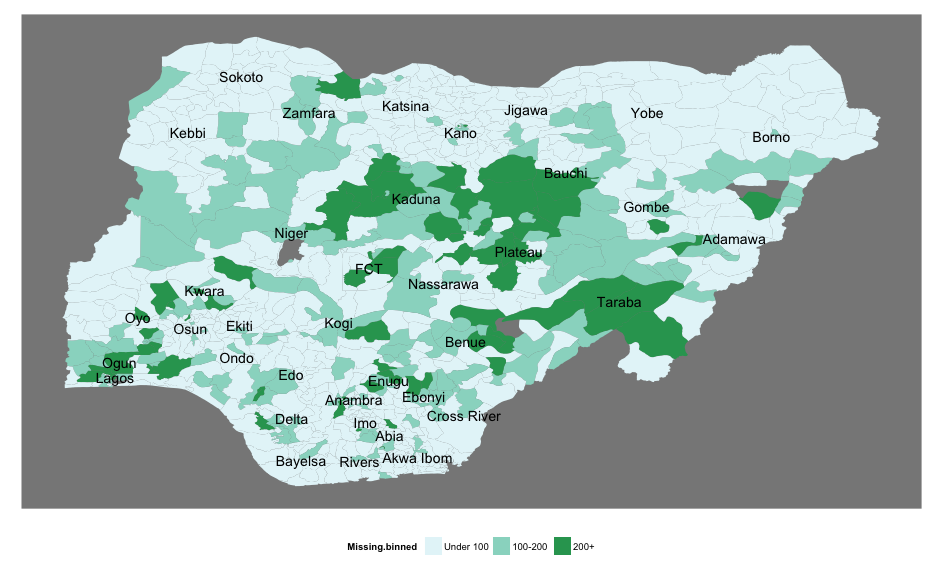 Sokoto
Katsina
Jigawa
Zamfara
Yobe
Kano
Kebbi
Borno
Bauchi
Kaduna
Gombe
Niger
Adamawa
Plateau
FCT
Nassarawa
Kwara
Taraba
Oyo
Kogi
Osun
Ekiti
Benue
Ondo
Ogun
Edo
Lagos
Enugu
Ebonyi
Anambra
Cross River
Delta
Imo
Abia
Bayelsa
Rivers
Akwa Ibom
Missing.binned Under 100 100-200 200+